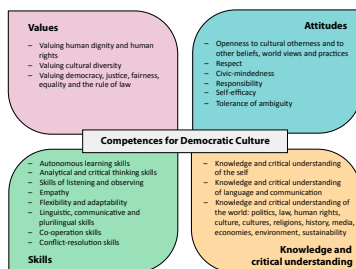 Values
– Valuing human dignity and human
rights
– Valuing cultural diversity
– Valuing democracy, justice, fairness,
equality and the rule of law
Attitudes
– Openness to cultural otherness and to
other beliefs, world views and practices
– Respect
– Civic-mindedness
– Responsibility
– Self-efficacy
– Tolerance of ambiguity
Competences for Democratic Culture
– Autonomous learning skills
– Analytical and critical thinking skills
– Skills of listening and observing
– Empathy
– Flexibility and adaptability
– Linguistic, communicative and
plurilingual skills
– Co-operation skills
– Conflict-resolution skills
Skills
– Knowledge and critical understanding
of the self
– Knowledge and critical understanding
of language and communication
– Knowledge and critical understanding of
the world: politics, law, human rights,
culture, cultures, religions, history, media,
economies, environment, sustainability
Knowledge and
critical understanding